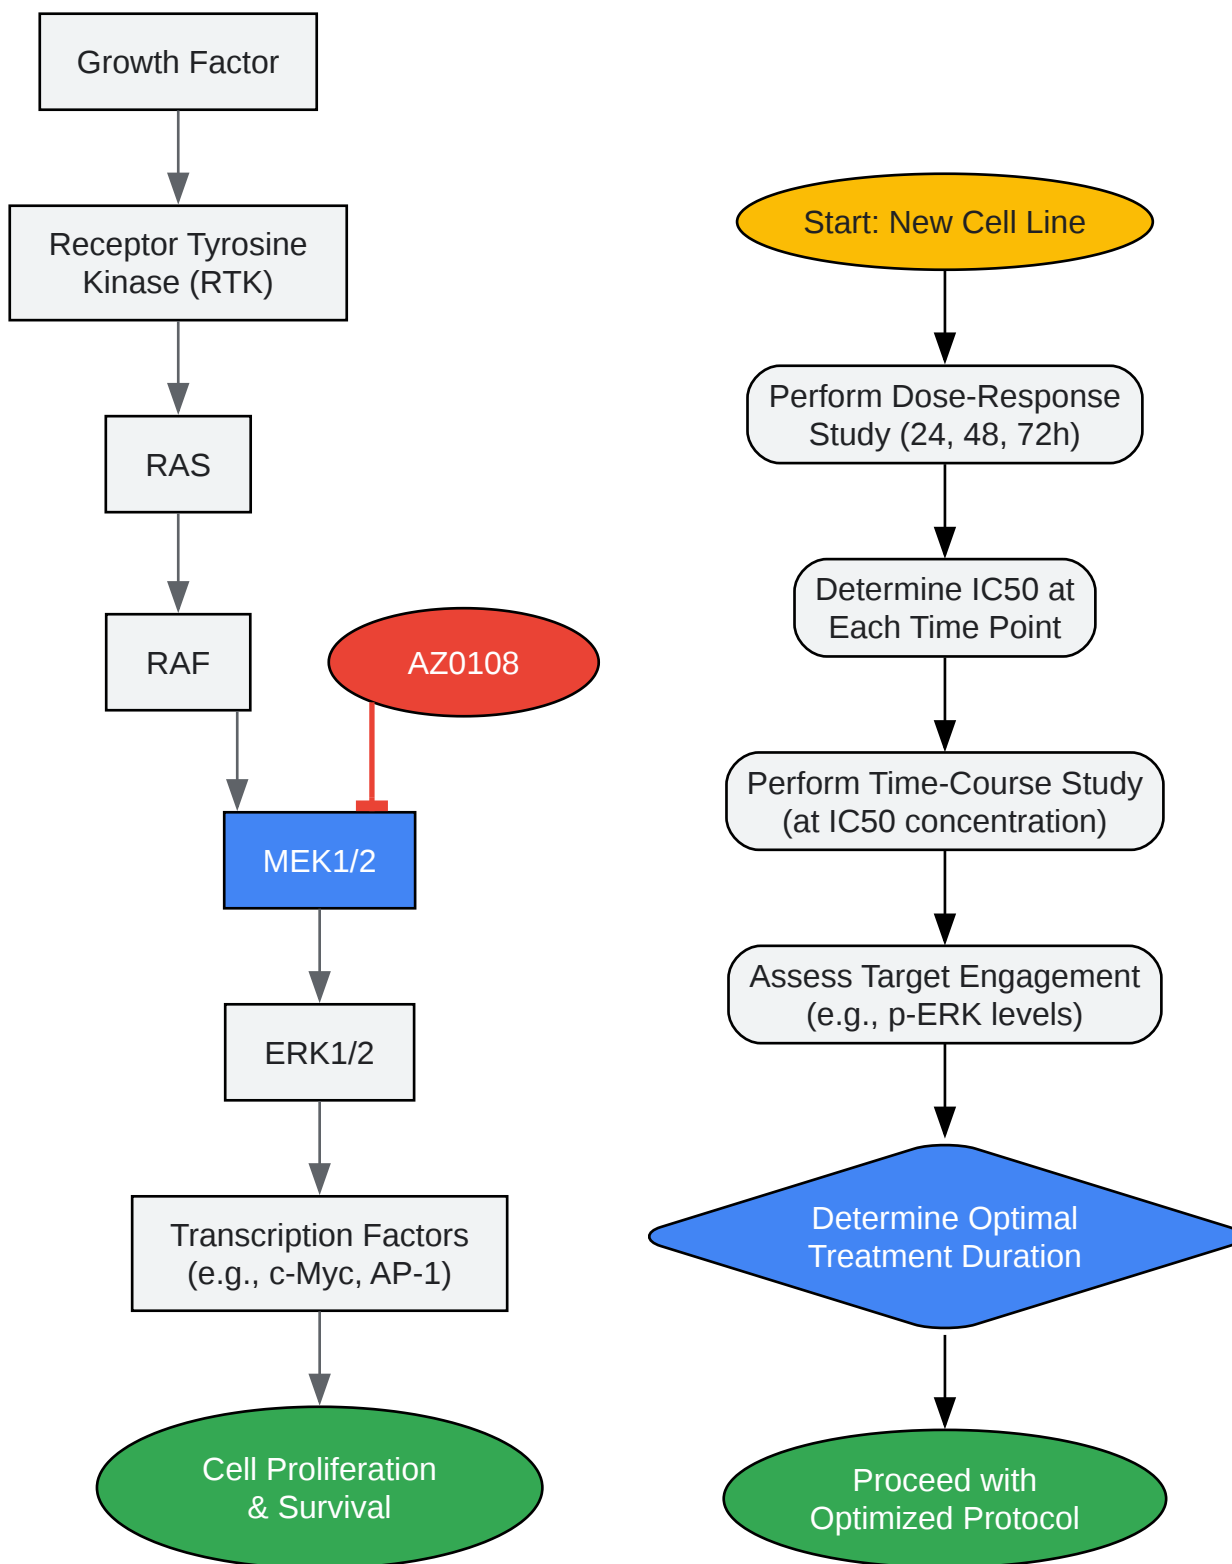 Growth Factor
Receptor Tyrosine
Kinase (RTK)
RAS
RAF
AZ0108
MEK1/2
ERK1/2
Transcription Factors
(e.g., c-Myc, AP-1)
Cell Proliferation
& Survival
Start: New Cell Line
Perform Dose-Response
Study (24, 48, 72h)
Determine IC50 at
Each Time Point
Perform Time-Course Study
(at IC50 concentration)
Assess Target Engagement
(e.g., p-ERK levels)
Determine Optimal
Treatment Duration
Proceed with
Optimized Protocol